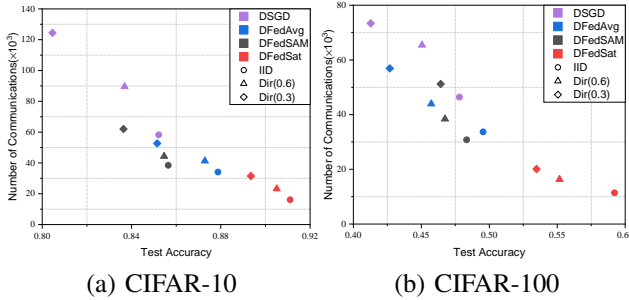 DSGD
DFedAvg
DFedSAM
DFedSat
IID
Dir(0.6)
Dir(0.3)
Number of Communications(×10³)
140
120
100
80
60
40
20
0
0.80 0.84 0.88 0.92
Test Accuracy
(a) CIFAR-10
DSGD
DFedAvg
DFedSAM
DFedSat
IID
Dir(0.6)
Dir(0.3)
Number of Communications(×10³)
100
80
60
40
20
0
0.40 0.45 0.50 0.55 0.6
Test Accuracy
(b) CIFAR-100